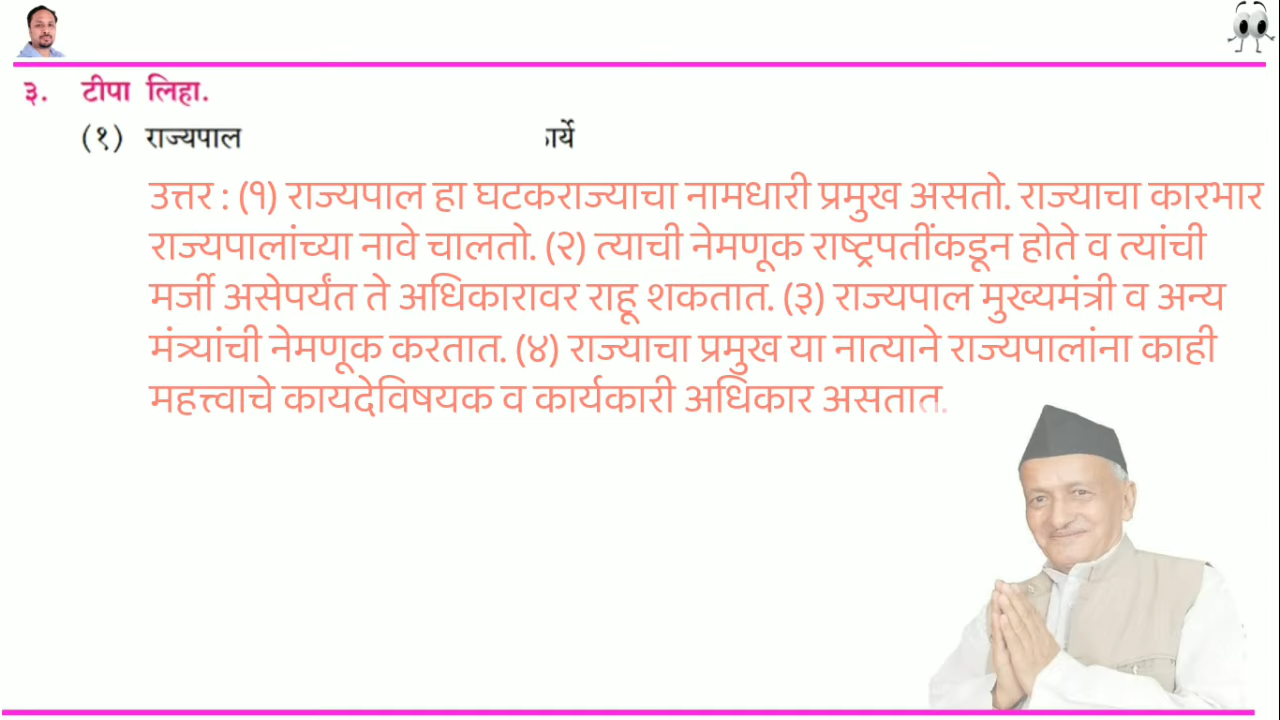 ३. टीपा लिहा.
(१) राज्यपाल र्ये
उत्तर : (१) राज्यपाल हा घटकराज्याचा नामधारी प्रमुख असतो. राज्याचा कारभार
राज्यपालांच्या नावे चालतो. (२) त्याची नेमणूक राष्ट्रपतींकडून होते व त्यांची
मर्जी असेपर्यंत ते अधिकारावर राहू शकतात. (३) राज्यपाल मुख्यमंत्री व अन्य
मंत्र्यांची नेमणूक करतात. (४) राज्याचा प्रमुख या नात्याने राज्यपालांना काही
महत्त्वाचे कायदेविषयक व कार्यकारी अधिकार असतात.